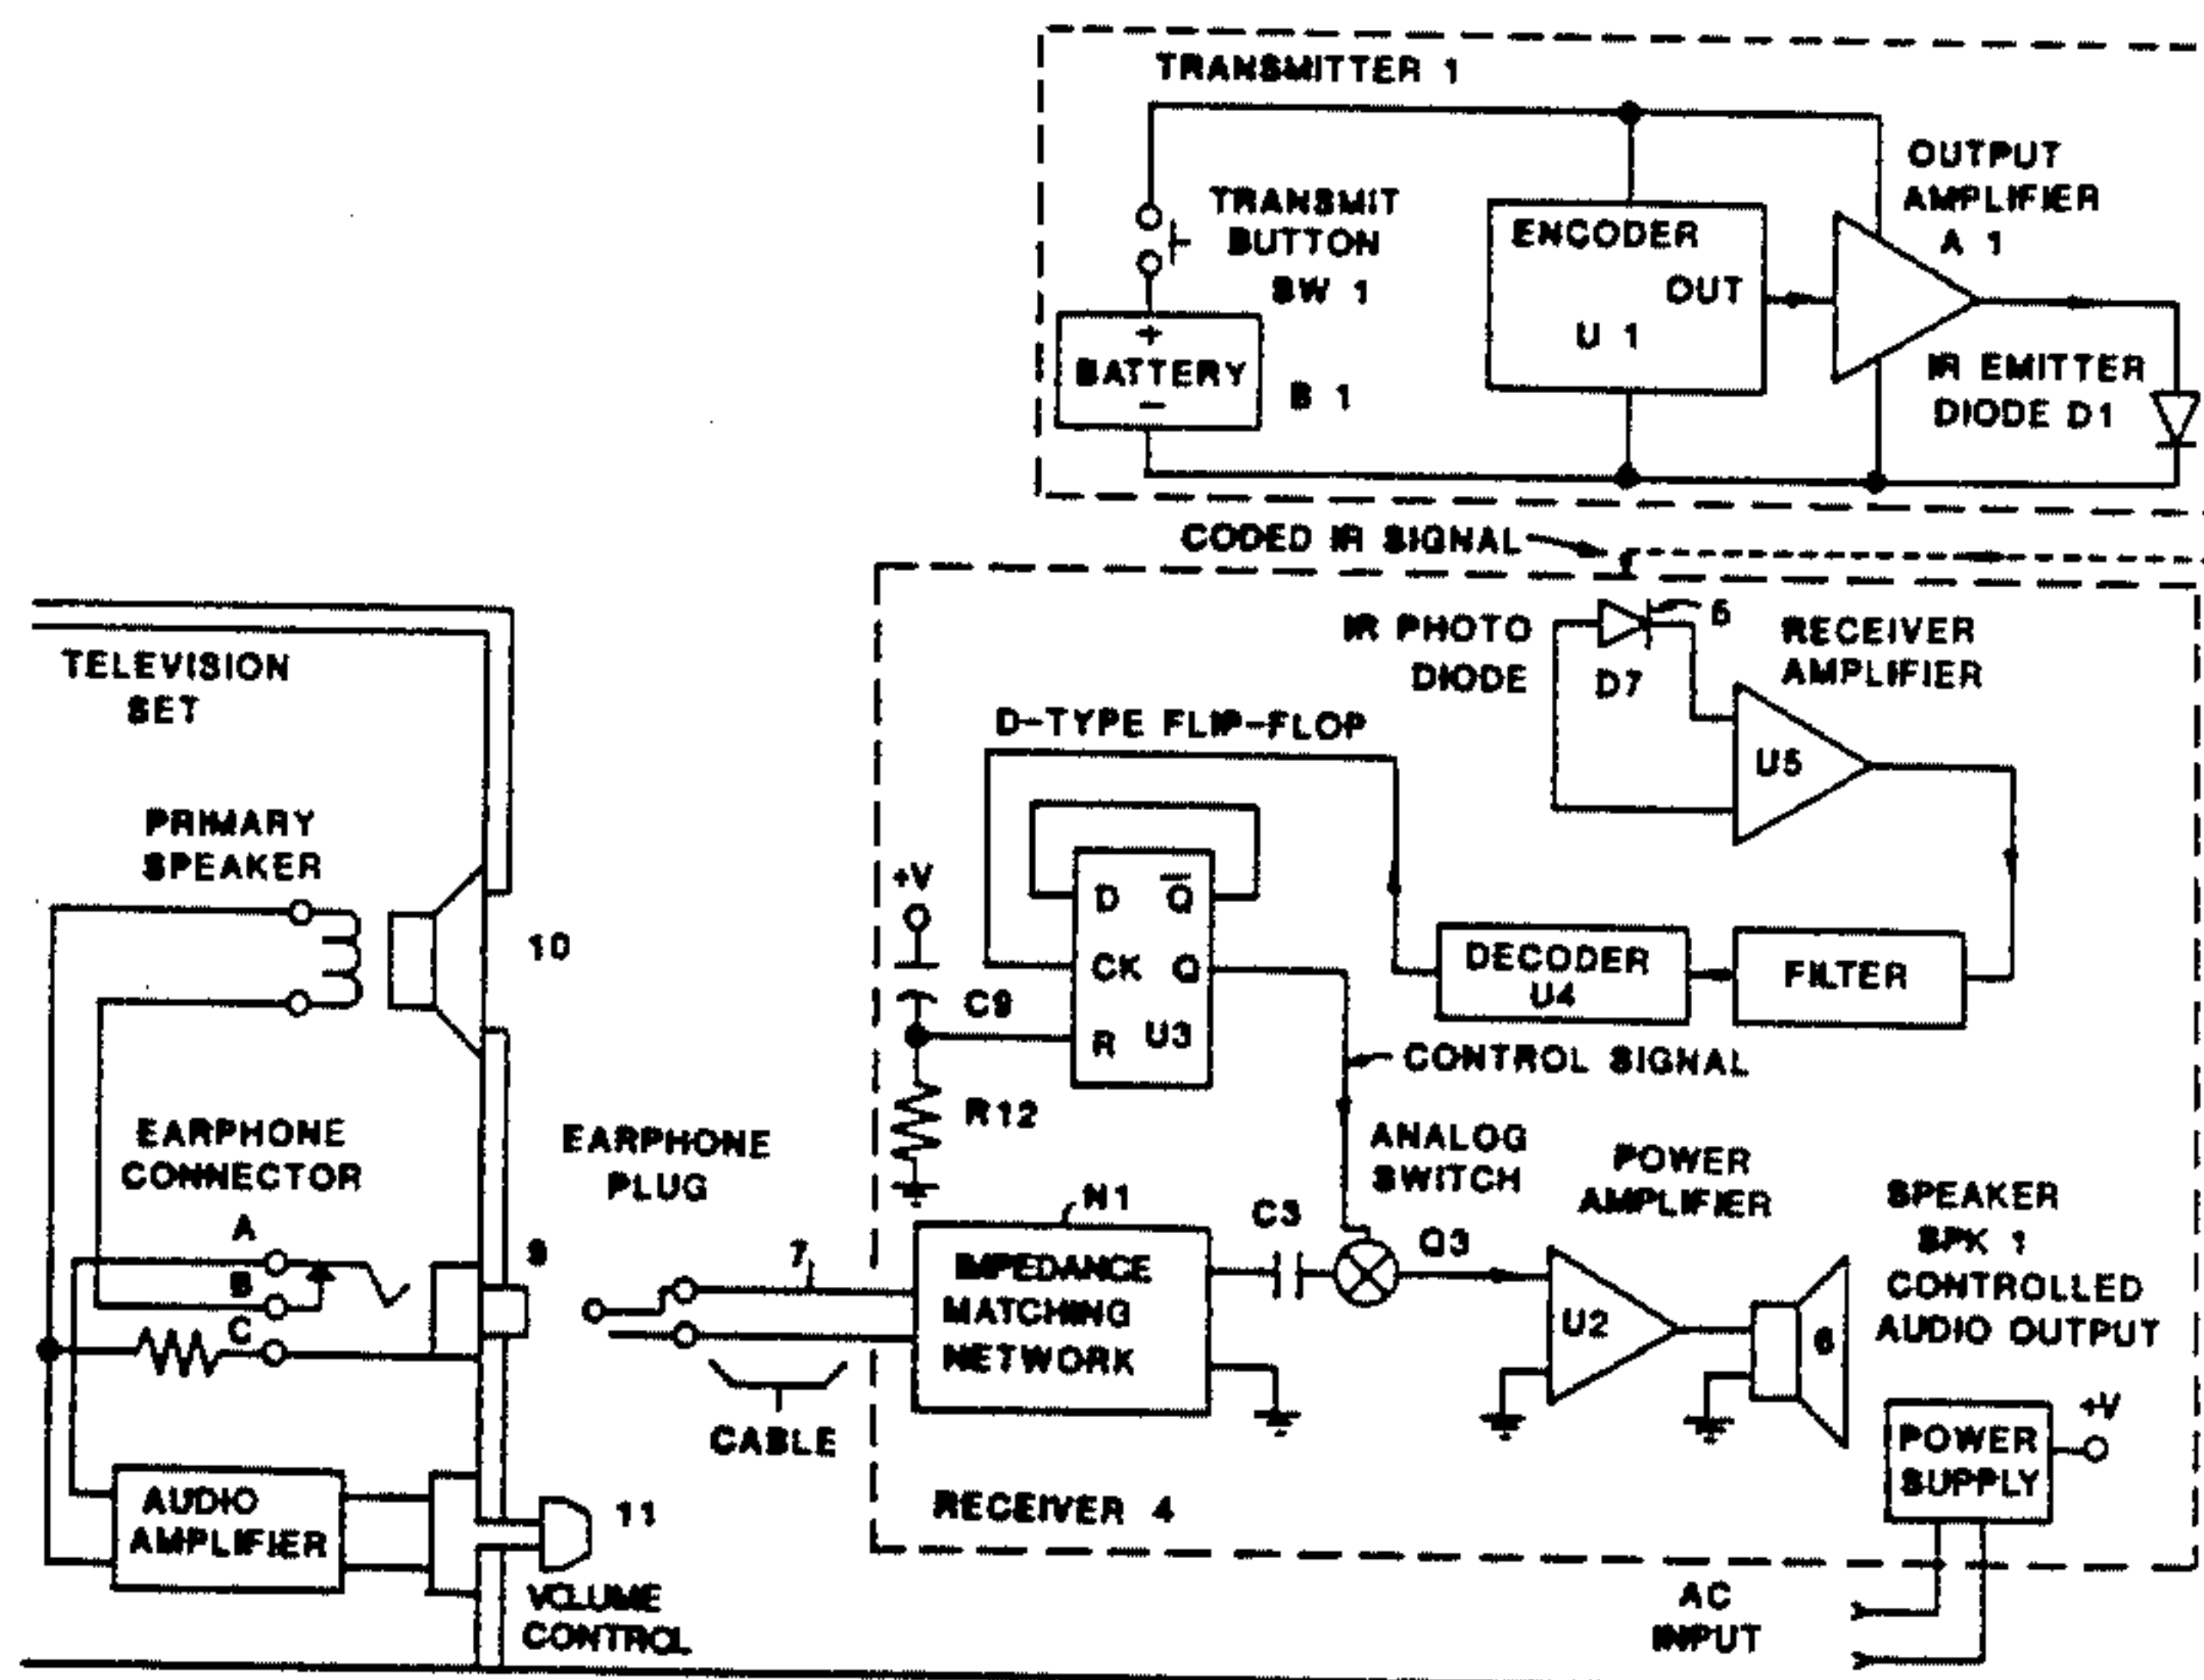 TRANSMITTER 1
OUTPUT
AMPLIFIER
A 1
TRANSMIT
BUTTON
SW 1
ENCODER
OUT
U 1
+
BATTERY
−
B 1
IR EMITTER
DIODE D1
CODED IR SIGNAL
TELEVISION
SET
IR PHOTO
DIODE
5
D7
RECEIVER
AMPLIFIER
U5
D-TYPE FLIP-FLOP
PRIMARY
SPEAKER
10
+V
D Q̅
CK Q
R U3
C9
R12
DECODER
U4
FILTER
CONTROL SIGNAL
EARPHONE
CONNECTOR
A
B
C
9
EARPHONE
PLUG
7
CABLE
N1
IMPEDANCE
MATCHING
NETWORK
C3
ANALOG
SWITCH
Q3
POWER
AMPLIFIER
U2
SPEAKER
SPK 1
CONTROLLED
AUDIO OUTPUT
6
POWER
SUPPLY
+V
AUDIO
AMPLIFIER
11
VOLUME
CONTROL
RECEIVER 4
AC
INPUT